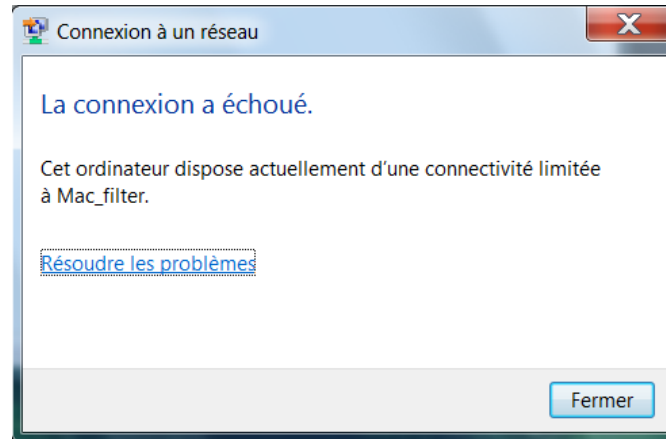 Connexion à un réseau
La connexion a échoué.
Cet ordinateur dispose actuellement d'une connectivité limitée
à Mac_filter.
Résoudre les problèmes
Fermer